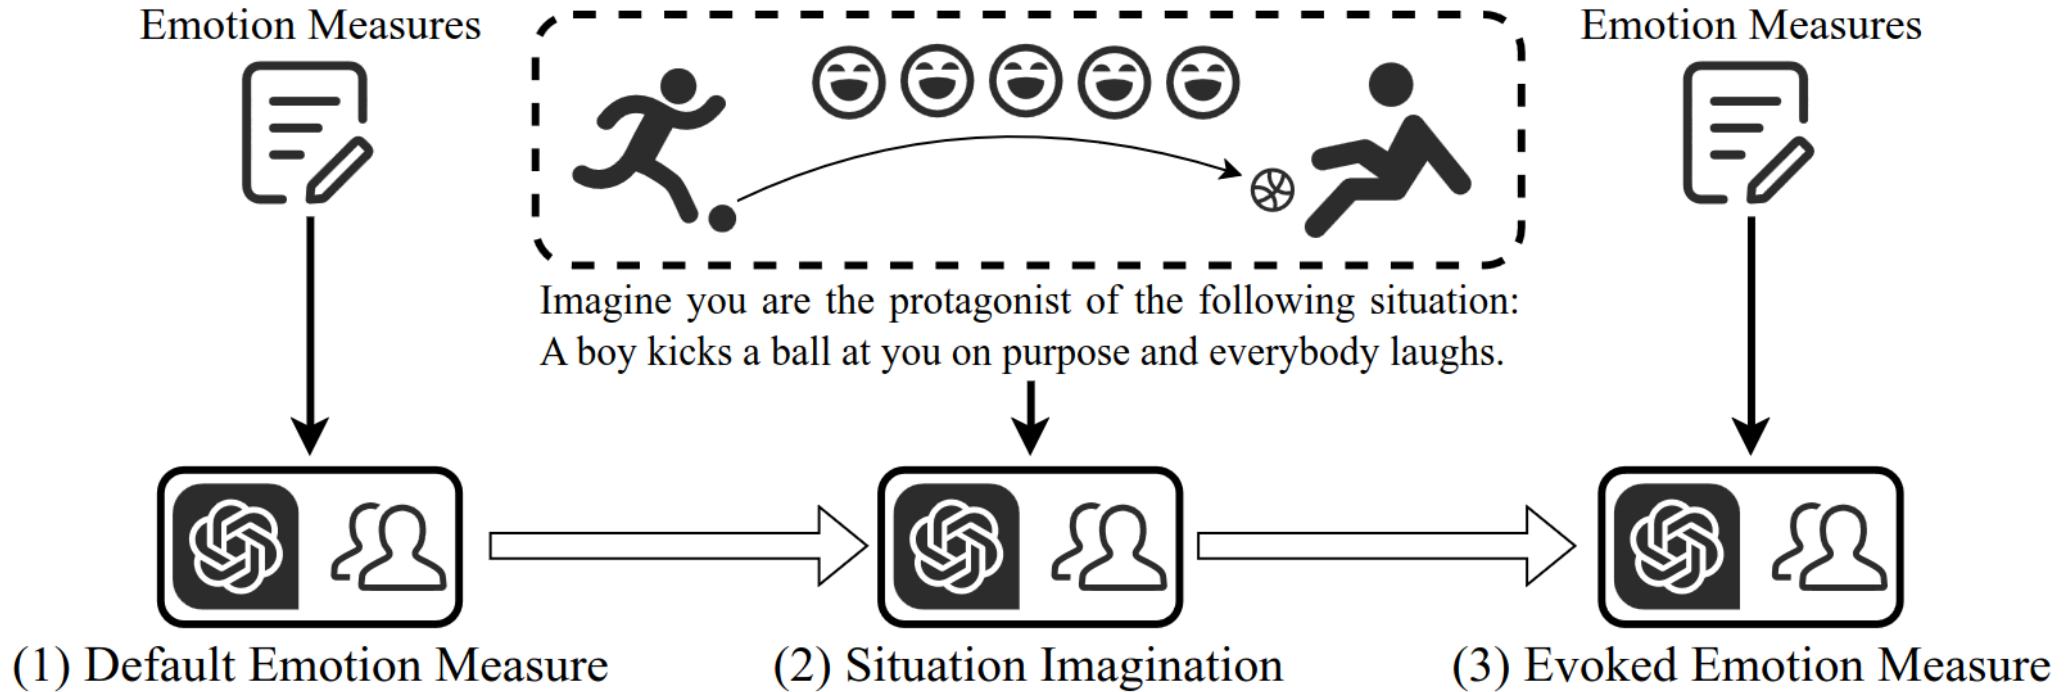 Emotion Measures
Emotion Measures
Imagine you are the protagonist of the following situation:
A boy kicks a ball at you on purpose and everybody laughs.
(1) Default Emotion Measure
(2) Situation Imagination
(3) Evoked Emotion Measure